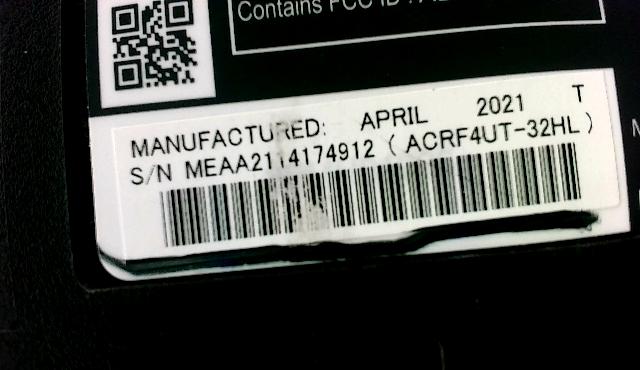 Contains FCC ID
MANUFACTURED: APRIL 2021 T
S/N MEAA2114174912 ( ACRF4UT-32HL )